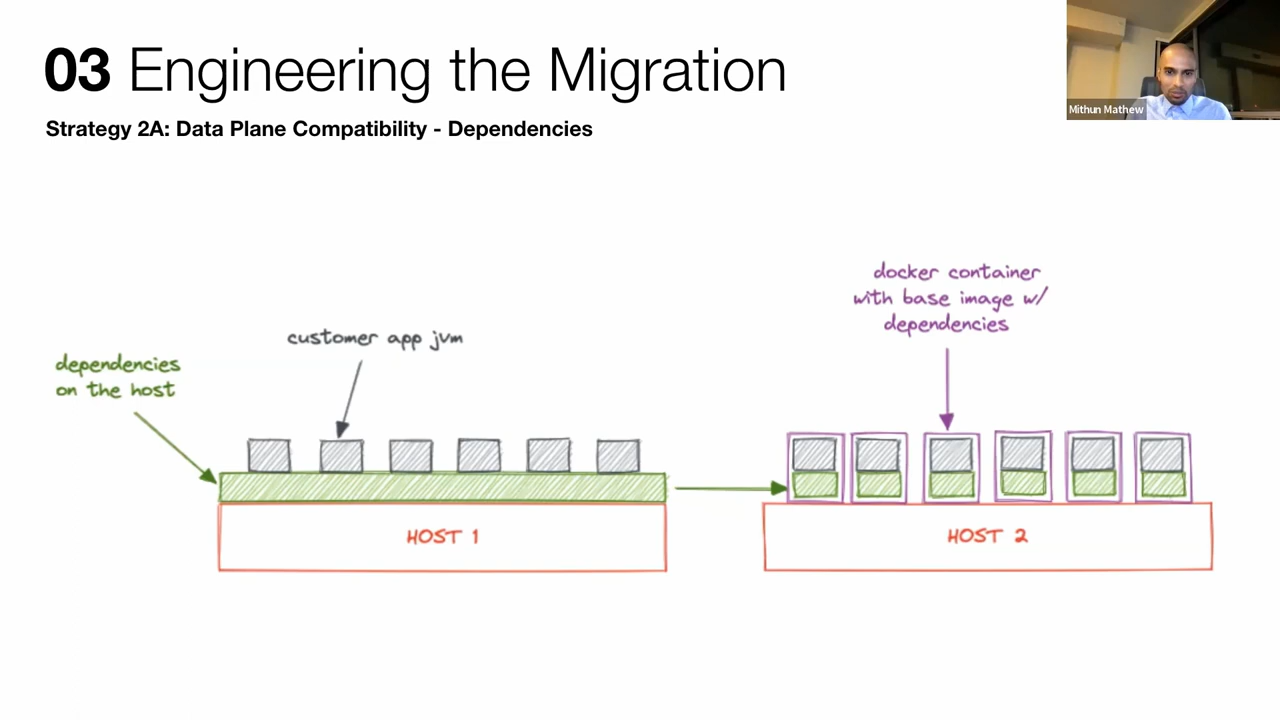 03 Engineering the Migration
Strategy 2A: Data Plane Compatibility - Dependencies
Mithun Mathew
docker container
with base image w/
dependencies
customer app jvm
dependencies
on the host
HOST 1
HOST 2